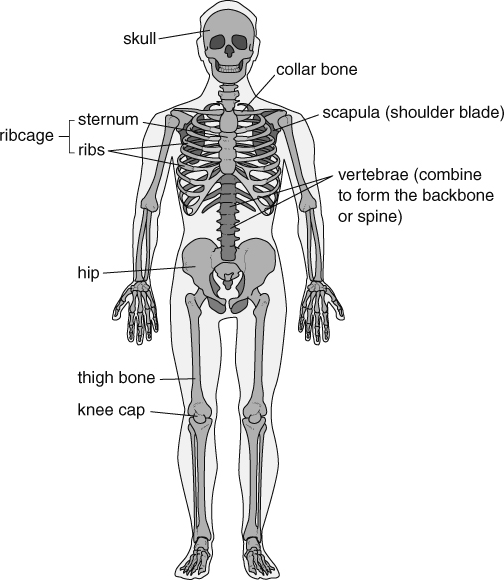 skull
collar bone
sternum
scapula (shoulder blade)
ribcage
ribs
vertebrae (combine
to form the backbone
or spine)
hip
thigh bone
knee cap